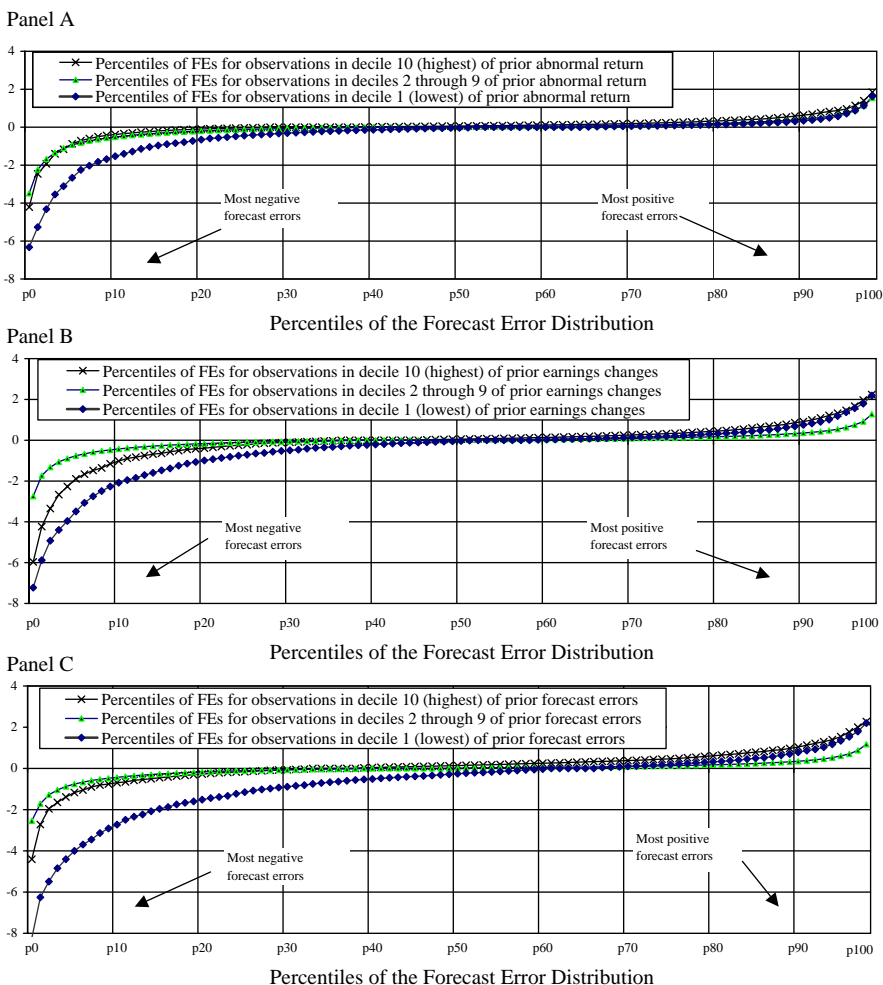 Panel A
4
2
0
-2
-4
-6
-8
Percentiles of FEs for observations in decile 10 (highest) of prior abnormal return
Percentiles of FEs for observations in deciles 2 through 9 of prior abnormal return
Percentiles of FEs for observations in decile 1 (lowest) of prior abnormal return
Most negative
forecast errors
Most positive
forecast errors
p0 p10 p20 p30 p40 p50 p60 p70 p80 p90 p100
Percentiles of the Forecast Error Distribution
Panel B
4
2
0
-2
-4
-6
-8
Percentiles of FEs for observations in decile 10 (highest) of prior earnings changes
Percentiles of FEs for observations in deciles 2 through 9 of prior earnings changes
Percentiles of FEs for observations in decile 1 (lowest) of prior earnings changes
Most negative
forecast errors
Most positive
forecast errors
p0 p10 p20 p30 p40 p50 p60 p70 p80 p90 p100
Percentiles of the Forecast Error Distribution
Panel C
4
2
0
-2
-4
-6
-8
Percentiles of FEs for observations in decile 10 (highest) of prior forecast errors
Percentiles of FEs for observations in deciles 2 through 9 of prior forecast errors
Percentiles of FEs for observations in decile 1 (lowest) of prior forecast errors
Most negative
forecast errors
Most positive
forecast errors
p0 p10 p20 p30 p40 p50 p60 p70 p80 p90 p100
Percentiles of the Forecast Error Distribution